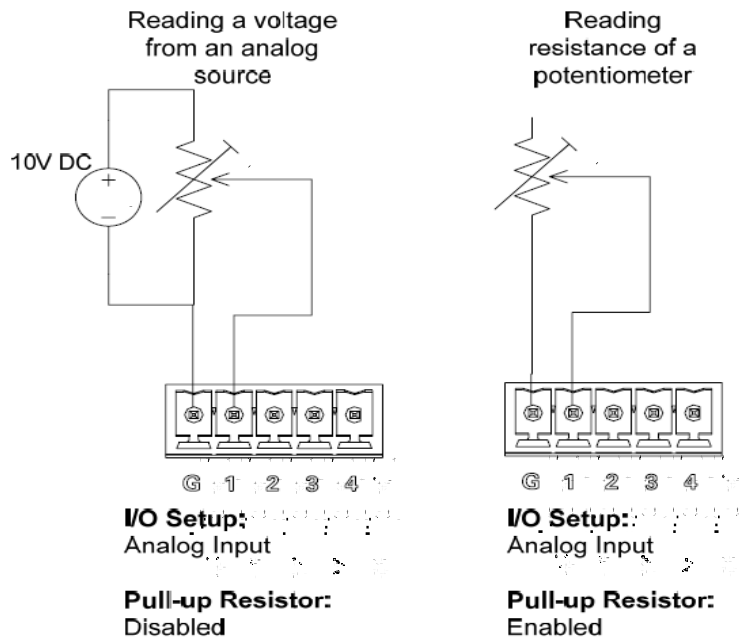 Reading a voltage
from an analog
source
10V DC
+
–
G 1 2 3 4
I/O Setup:
Analog Input
Pull-up Resistor:
Disabled
Reading
resistance of a
potentiometer
G 1 2 3 4
I/O Setup:
Analog Input
Pull-up Resistor:
Enabled